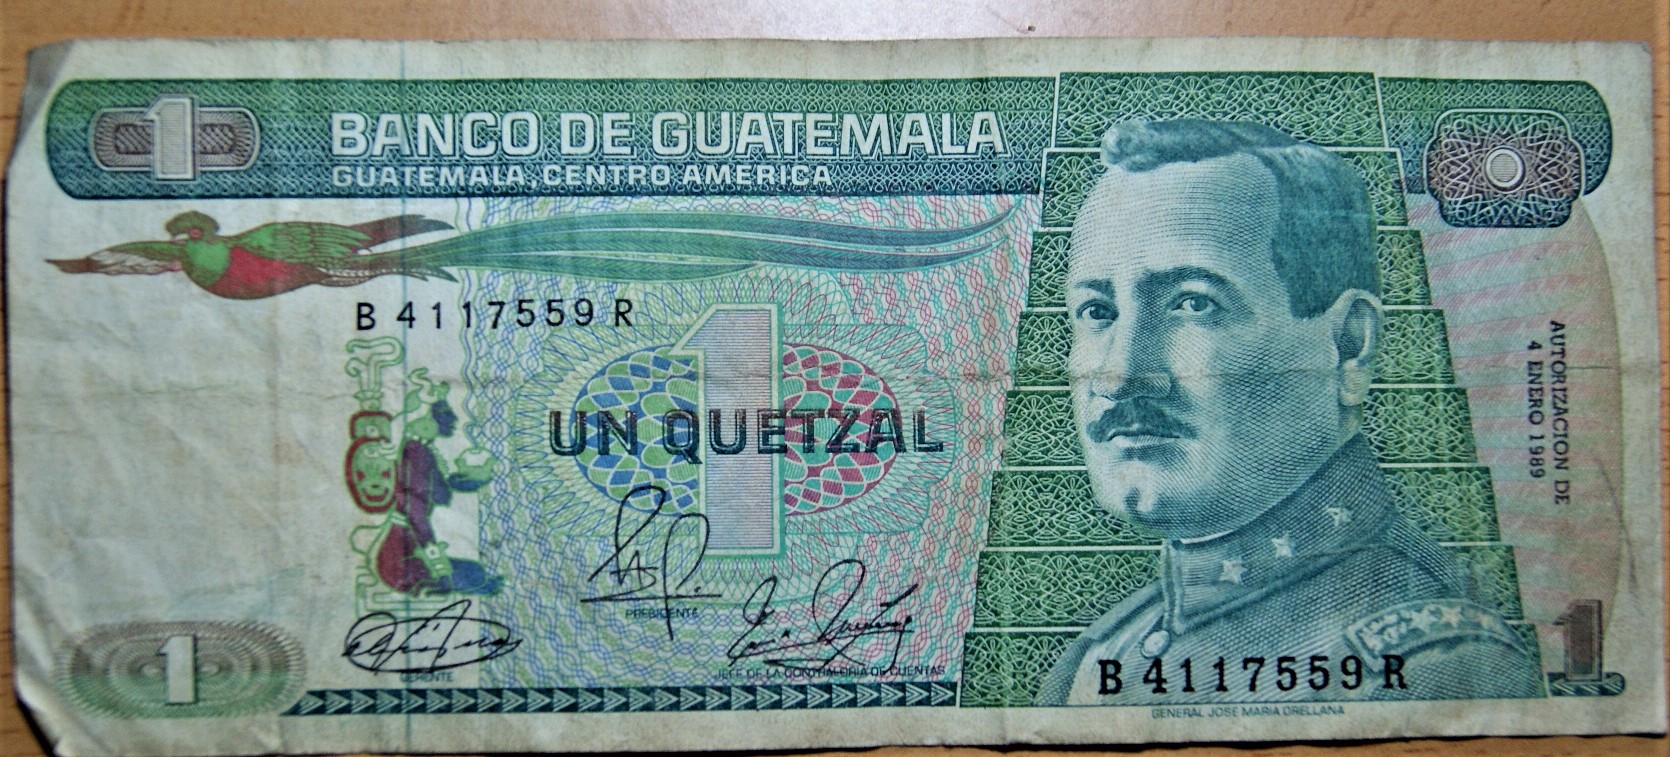 1
BANCO DE GUATEMALA
GUATEMALA, CENTRO AMERICA
B 4117559 R
1
UN QUETZAL
AUTORIZACION DE
4 ENERO 1989
PRESIDENTE
GERENTE
JEFE DE LA CONTRALORIA DE CUENTAS
1
B 4117559 R
1
GENERAL JOSE MARIA ORELLANA